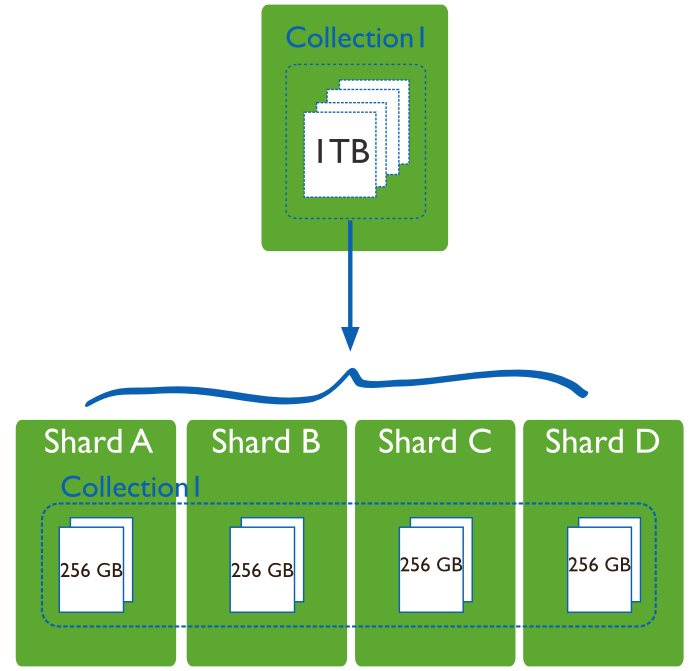 Collection1
1TB
Shard A
Shard B
Shard C
Shard D
Collection1
256 GB
256 GB
256 GB
256 GB